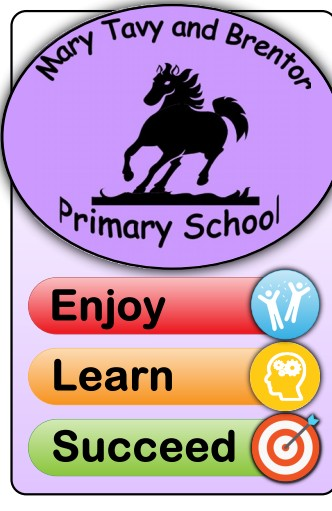 Mary Tavy and Brentor
Primary School
Enjoy
Learn
Succeed